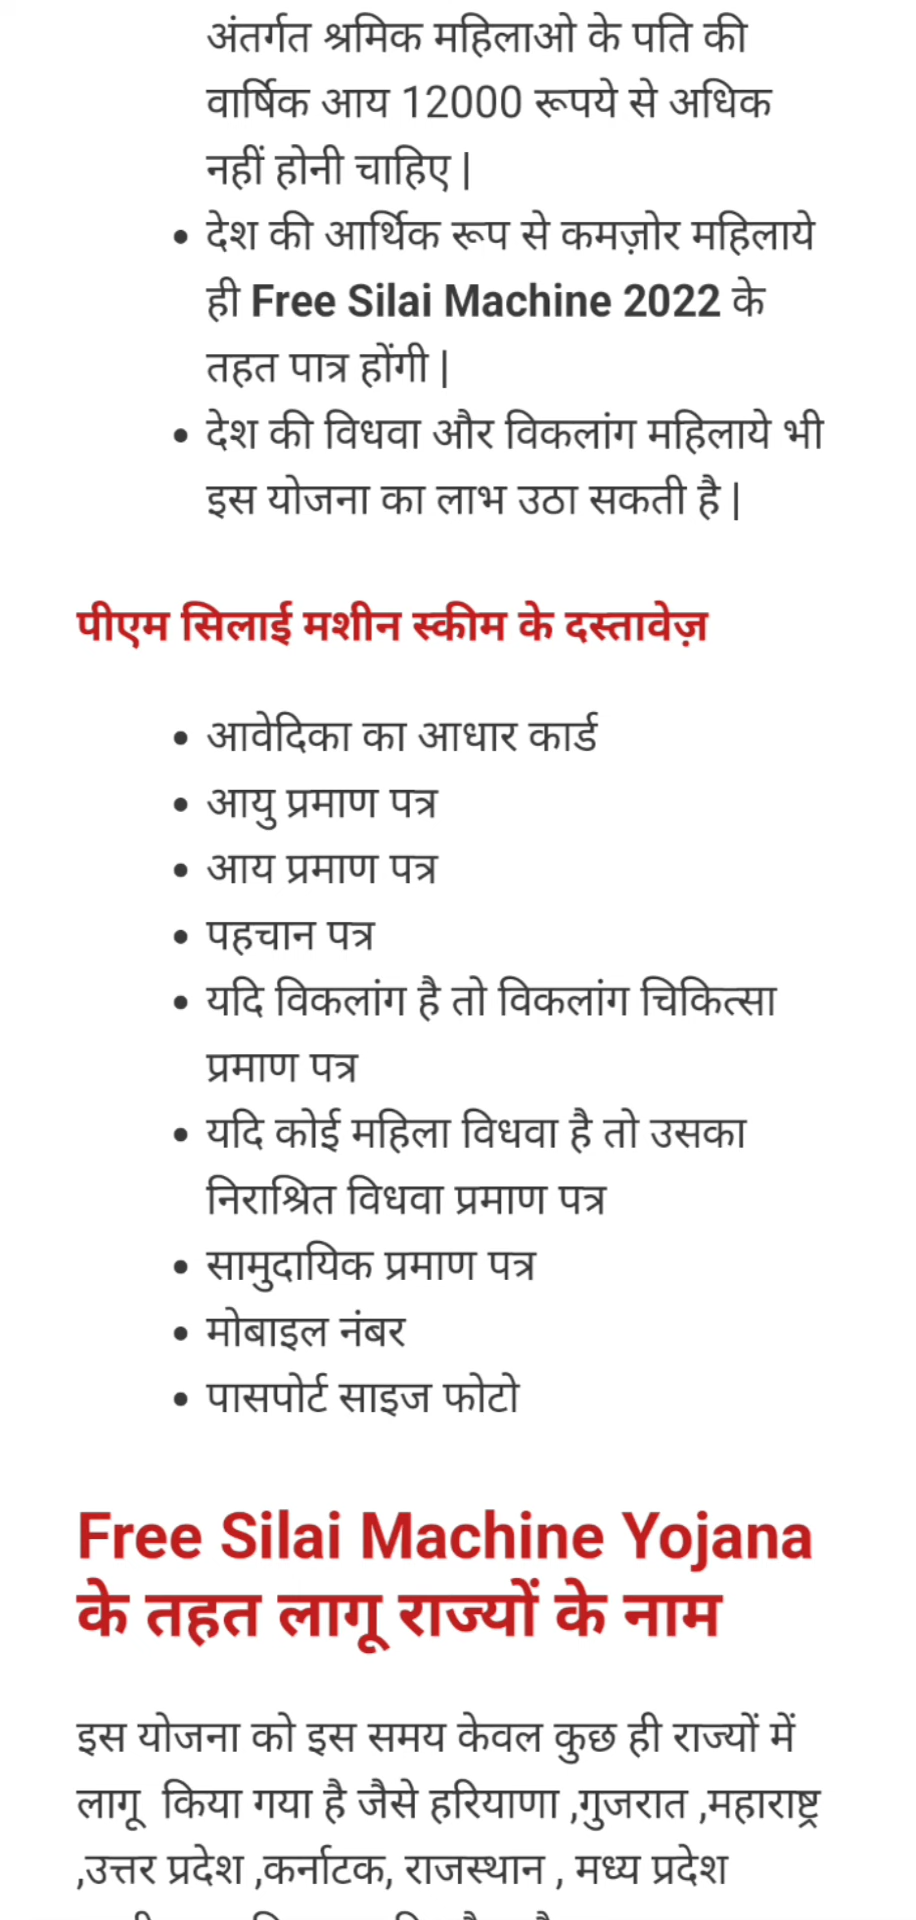 अंतर्गत श्रमिक महिलाओ के पति की
वार्षिक आय 12000 रूपये से अधिक
नहीं होनी चाहिए |
• देश की आर्थिक रूप से कमज़ोर महिलाये
ही Free Silai Machine 2022 के
तहत पात्र होंगी |
• देश की विधवा और विकलांग महिलाये भी
इस योजना का लाभ उठा सकती है |
पीएम सिलाई मशीन स्कीम के दस्तावेज़
• आवेदिका का आधार कार्ड
• आयु प्रमाण पत्र
• आय प्रमाण पत्र
• पहचान पत्र
• यदि विकलांग है तो विकलांग चिकित्सा
प्रमाण पत्र
• यदि कोई महिला विधवा है तो उसका
निराश्रित विधवा प्रमाण पत्र
• सामुदायिक प्रमाण पत्र
• मोबाइल नंबर
• पासपोर्ट साइज फोटो
Free Silai Machine Yojana
के तहत लागू राज्यों के नाम
इस योजना को इस समय केवल कुछ ही राज्यों में
लागू  किया गया है जैसे हरियाणा ,गुजरात ,महाराष्ट्र
,उत्तर प्रदेश ,कर्नाटक, राजस्थान , मध्य प्रदेश